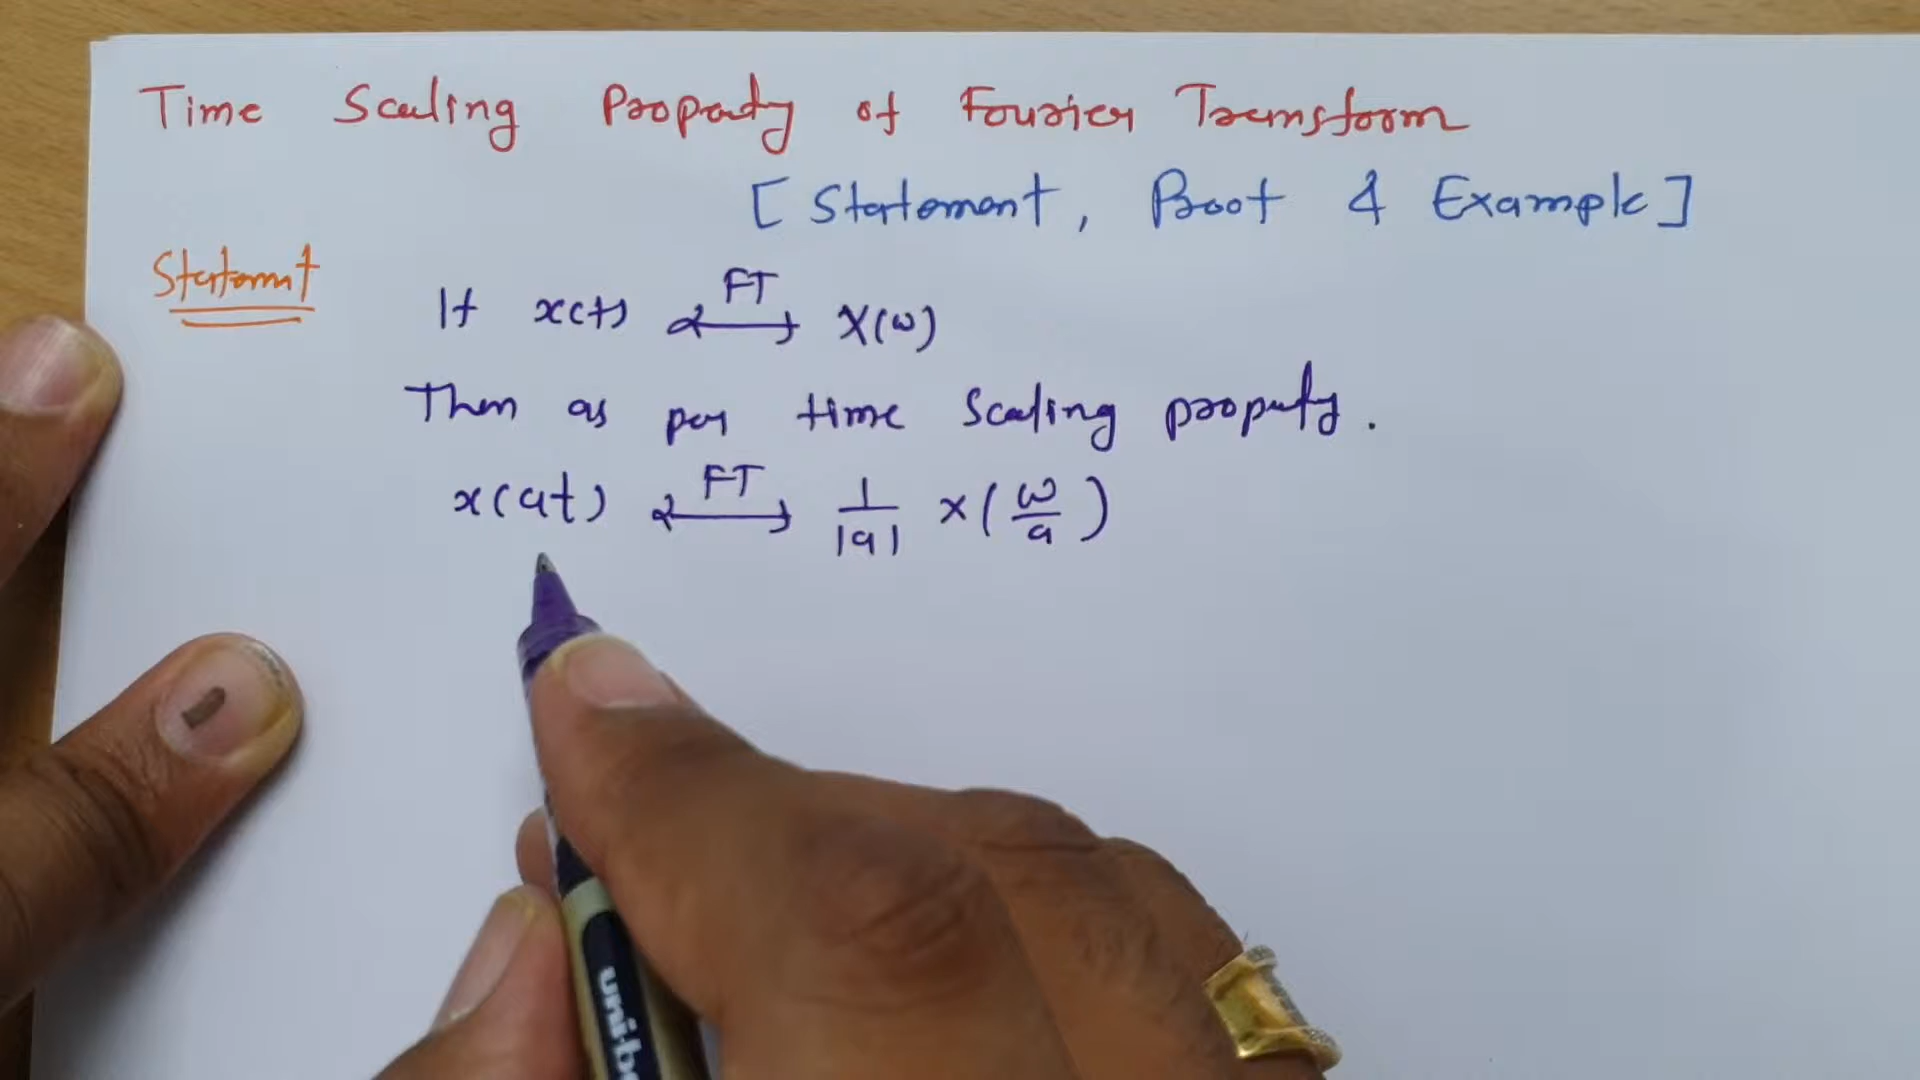 Time Scaling Property of Fourier Transform
[Statement, Proof & Example]
Statement
If x(t) <--FT--> X(ω)
Then as per time scaling property.
x(at) <--FT--> 1/|a| X(ω/a)
uni-b